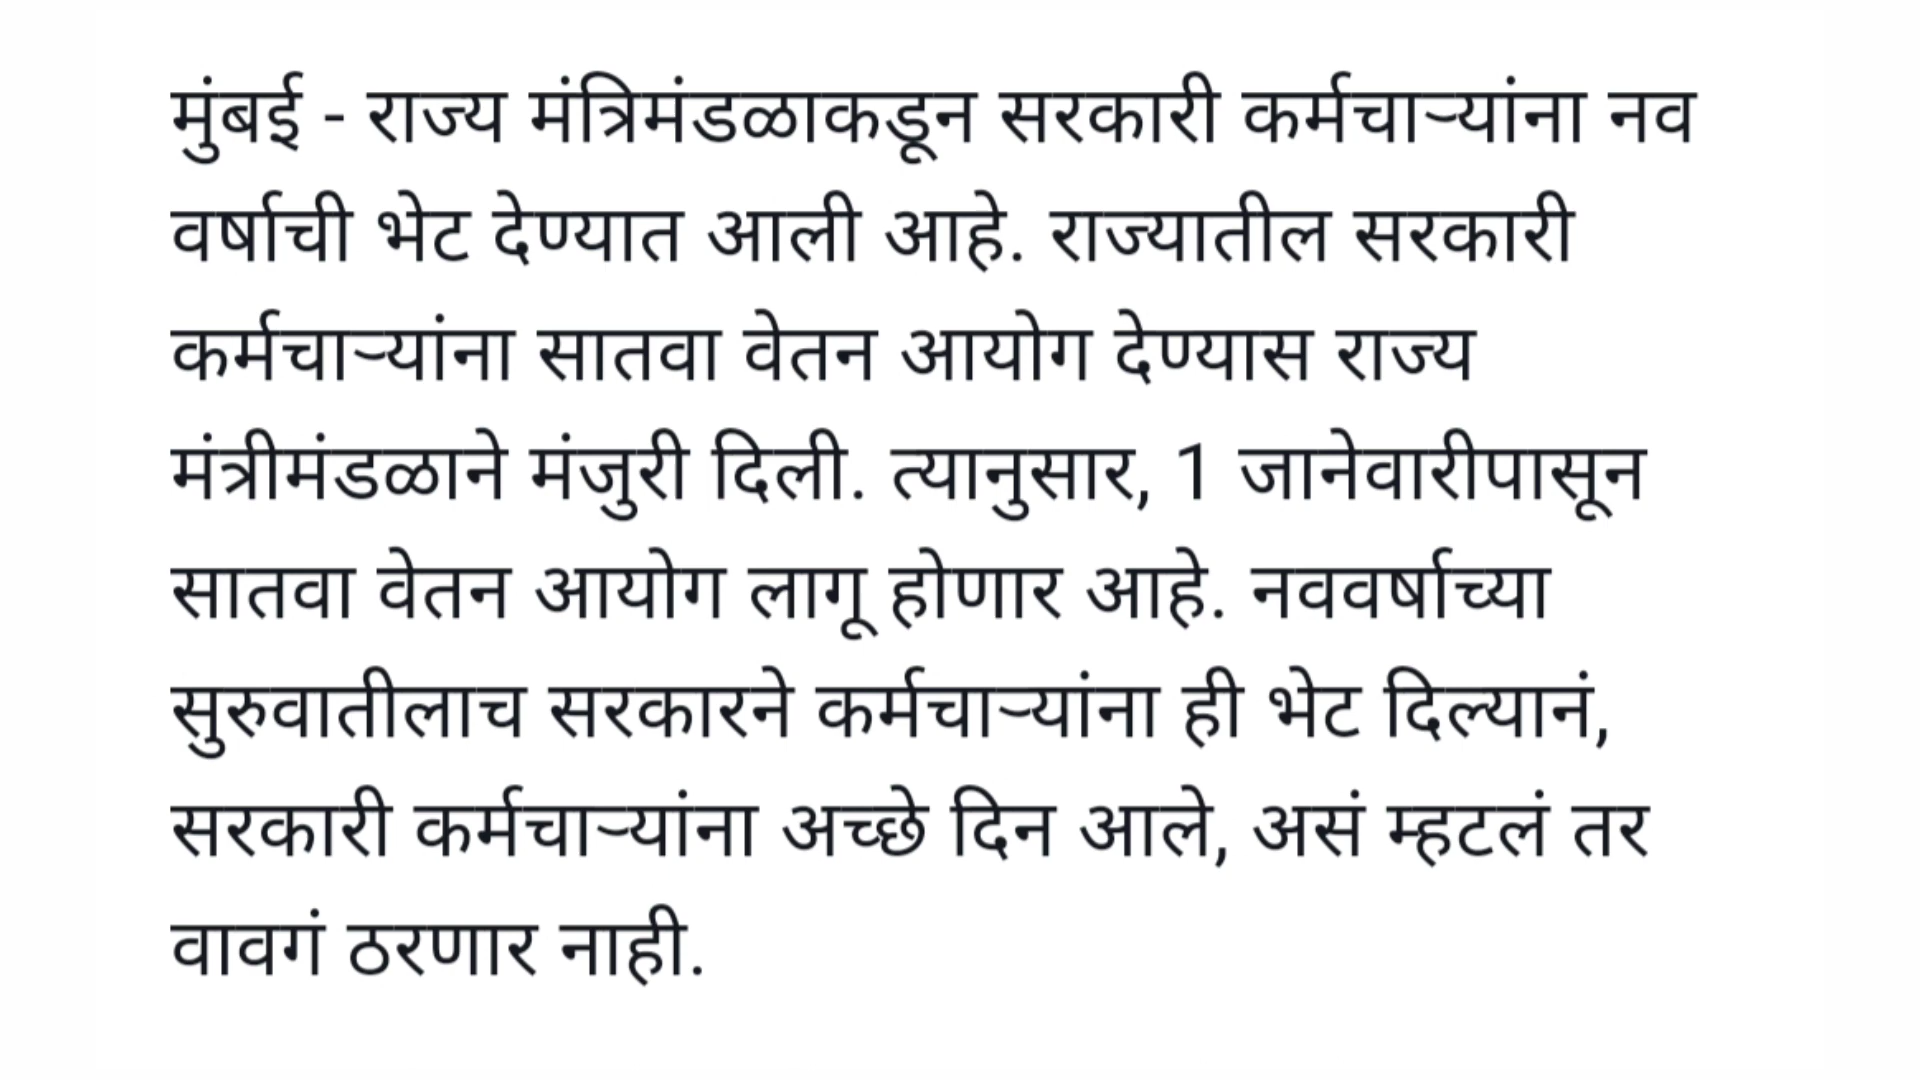 मुंबई - राज्य मंत्रिमंडळाकडून सरकारी कर्मचाऱ्यांना नव
वर्षाची भेट देण्यात आली आहे. राज्यातील सरकारी
कर्मचाऱ्यांना सातवा वेतन आयोग देण्यास राज्य
मंत्रीमंडळाने मंजुरी दिली. त्यानुसार, 1 जानेवारीपासून
सातवा वेतन आयोग लागू होणार आहे. नववर्षाच्या
सुरुवातीलाच सरकारने कर्मचाऱ्यांना ही भेट दिल्यानं,
सरकारी कर्मचाऱ्यांना अच्छे दिन आले, असं म्हटलं तर
वावगं ठरणार नाही.